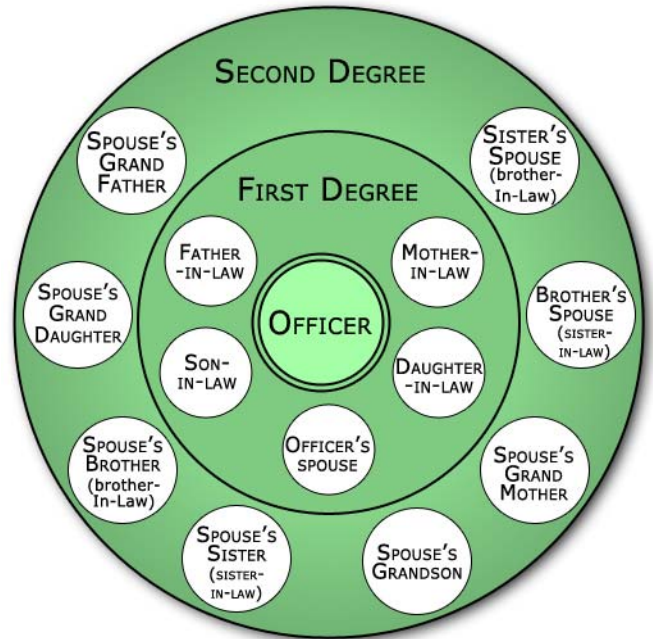 SECOND DEGREE
SPOUSE'S
GRAND
FATHER
SISTER'S
SPOUSE
(brother-
In-Law)
FIRST DEGREE
FATHER
-IN-LAW
MOTHER-
IN-LAW
SPOUSE'S
GRAND
DAUGHTER
OFFICER
BROTHER'S
SPOUSE
(SISTER-
IN-LAW)
SON-
IN-LAW
DAUGHTER
-IN-LAW
SPOUSE'S
BROTHER
(brother-
In-Law)
OFFICER'S
SPOUSE
SPOUSE'S
GRAND
MOTHER
SPOUSE'S
SISTER
(SISTER-
IN-LAW)
SPOUSE'S
GRANDSON